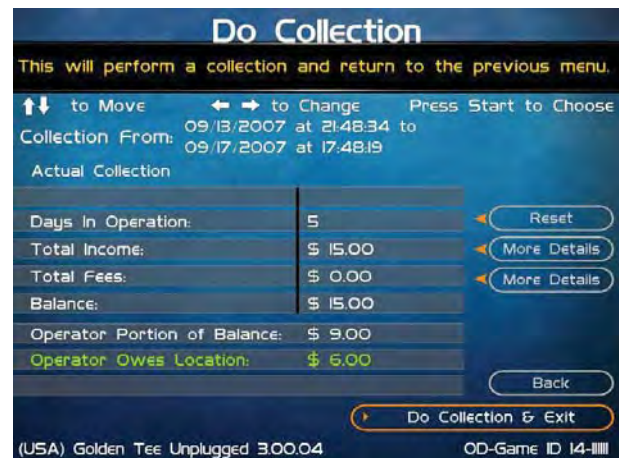 Do Collection
This will perform a collection and return to the previous menu.
to Move to Change Press Start to Choose
Collection From: 09/13/2007 at 21:48:34 to
09/17/2007 at 17:48:19
Actual Collection
Days In Operation: 5 Reset
Total Income: $ 15.00 More Details
Total Fees: $ 0.00 More Details
Balance: $ 15.00
Operator Portion of Balance: $ 9.00
Operator Owes Location: $ 6.00
Back
Do Collection & Exit
(USA) Golden Tee Unplugged 3.00.04 OD-Game ID 14-11111